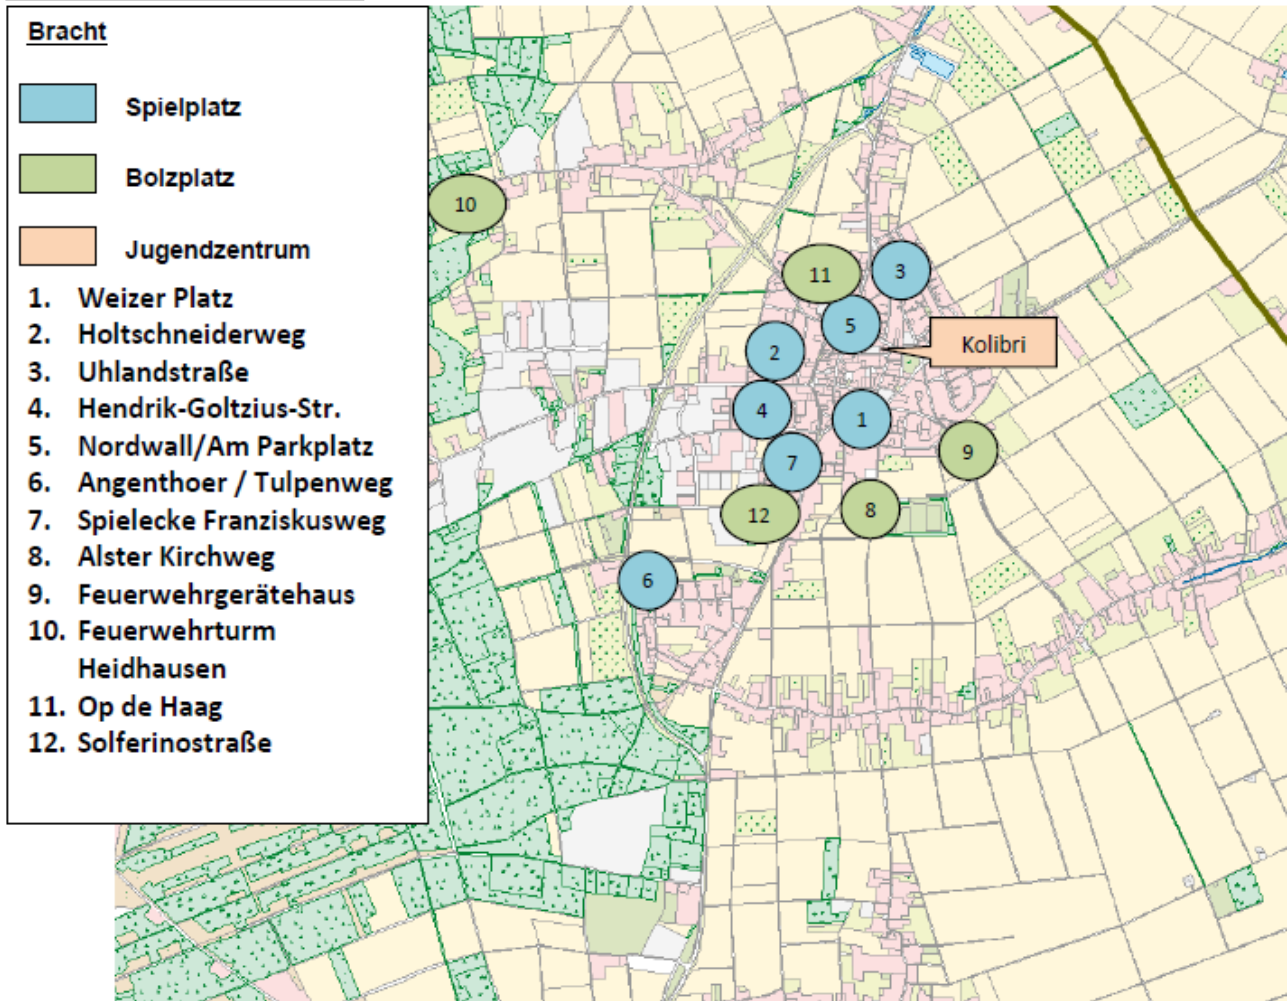 Bracht
Spielplatz
Bolzplatz
Jugendzentrum
1. Weizer Platz
2. Holtschneiderweg
3. Uhlandstraße
4. Hendrik-Goltzius-Str.
5. Nordwall/Am Parkplatz
6. Angenthoer / Tulpenweg
7. Spielecke Franziskusweg
8. Alster Kirchweg
9. Feuerwehrgerätehaus
10. Feuerwehrturm
Heidhausen
11. Op de Haag
12. Solferinostraße
10
11
3
5
2
Kolibri
4
1
7
9
12
8
6